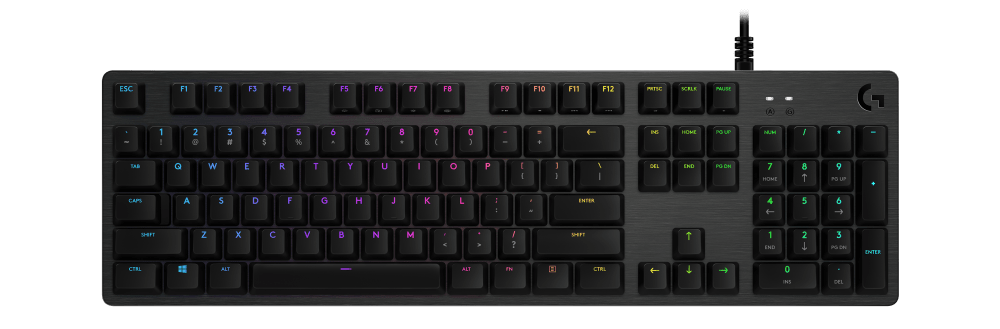 ESC F1 F2 F3 F4 F5 F6 F7 F8 F9 F10 F11 F12 PRTSC SCRLK PAUSE
1 2 3 4 5 6 7 8 9 0 - = ← INS HOME PG UP NUM / * -
~ ! @ # $ % ^ & * ( ) _ +
TAB Q W E R T Y U I O P [ ] \ DEL END PG DN 7 8 9 +
{ } | HOME ↑ PG UP
CAPS A S D F G H J K L ; ' ENTER 4 5 6
: " ← →
SHIFT Z X C V B N M , . / SHIFT ↑ 1 2 3 ENTER
< > ? END ↓ PG DN
CTRL ALT ALT FN CTRL ← ↓ → 0 .
INS DEL